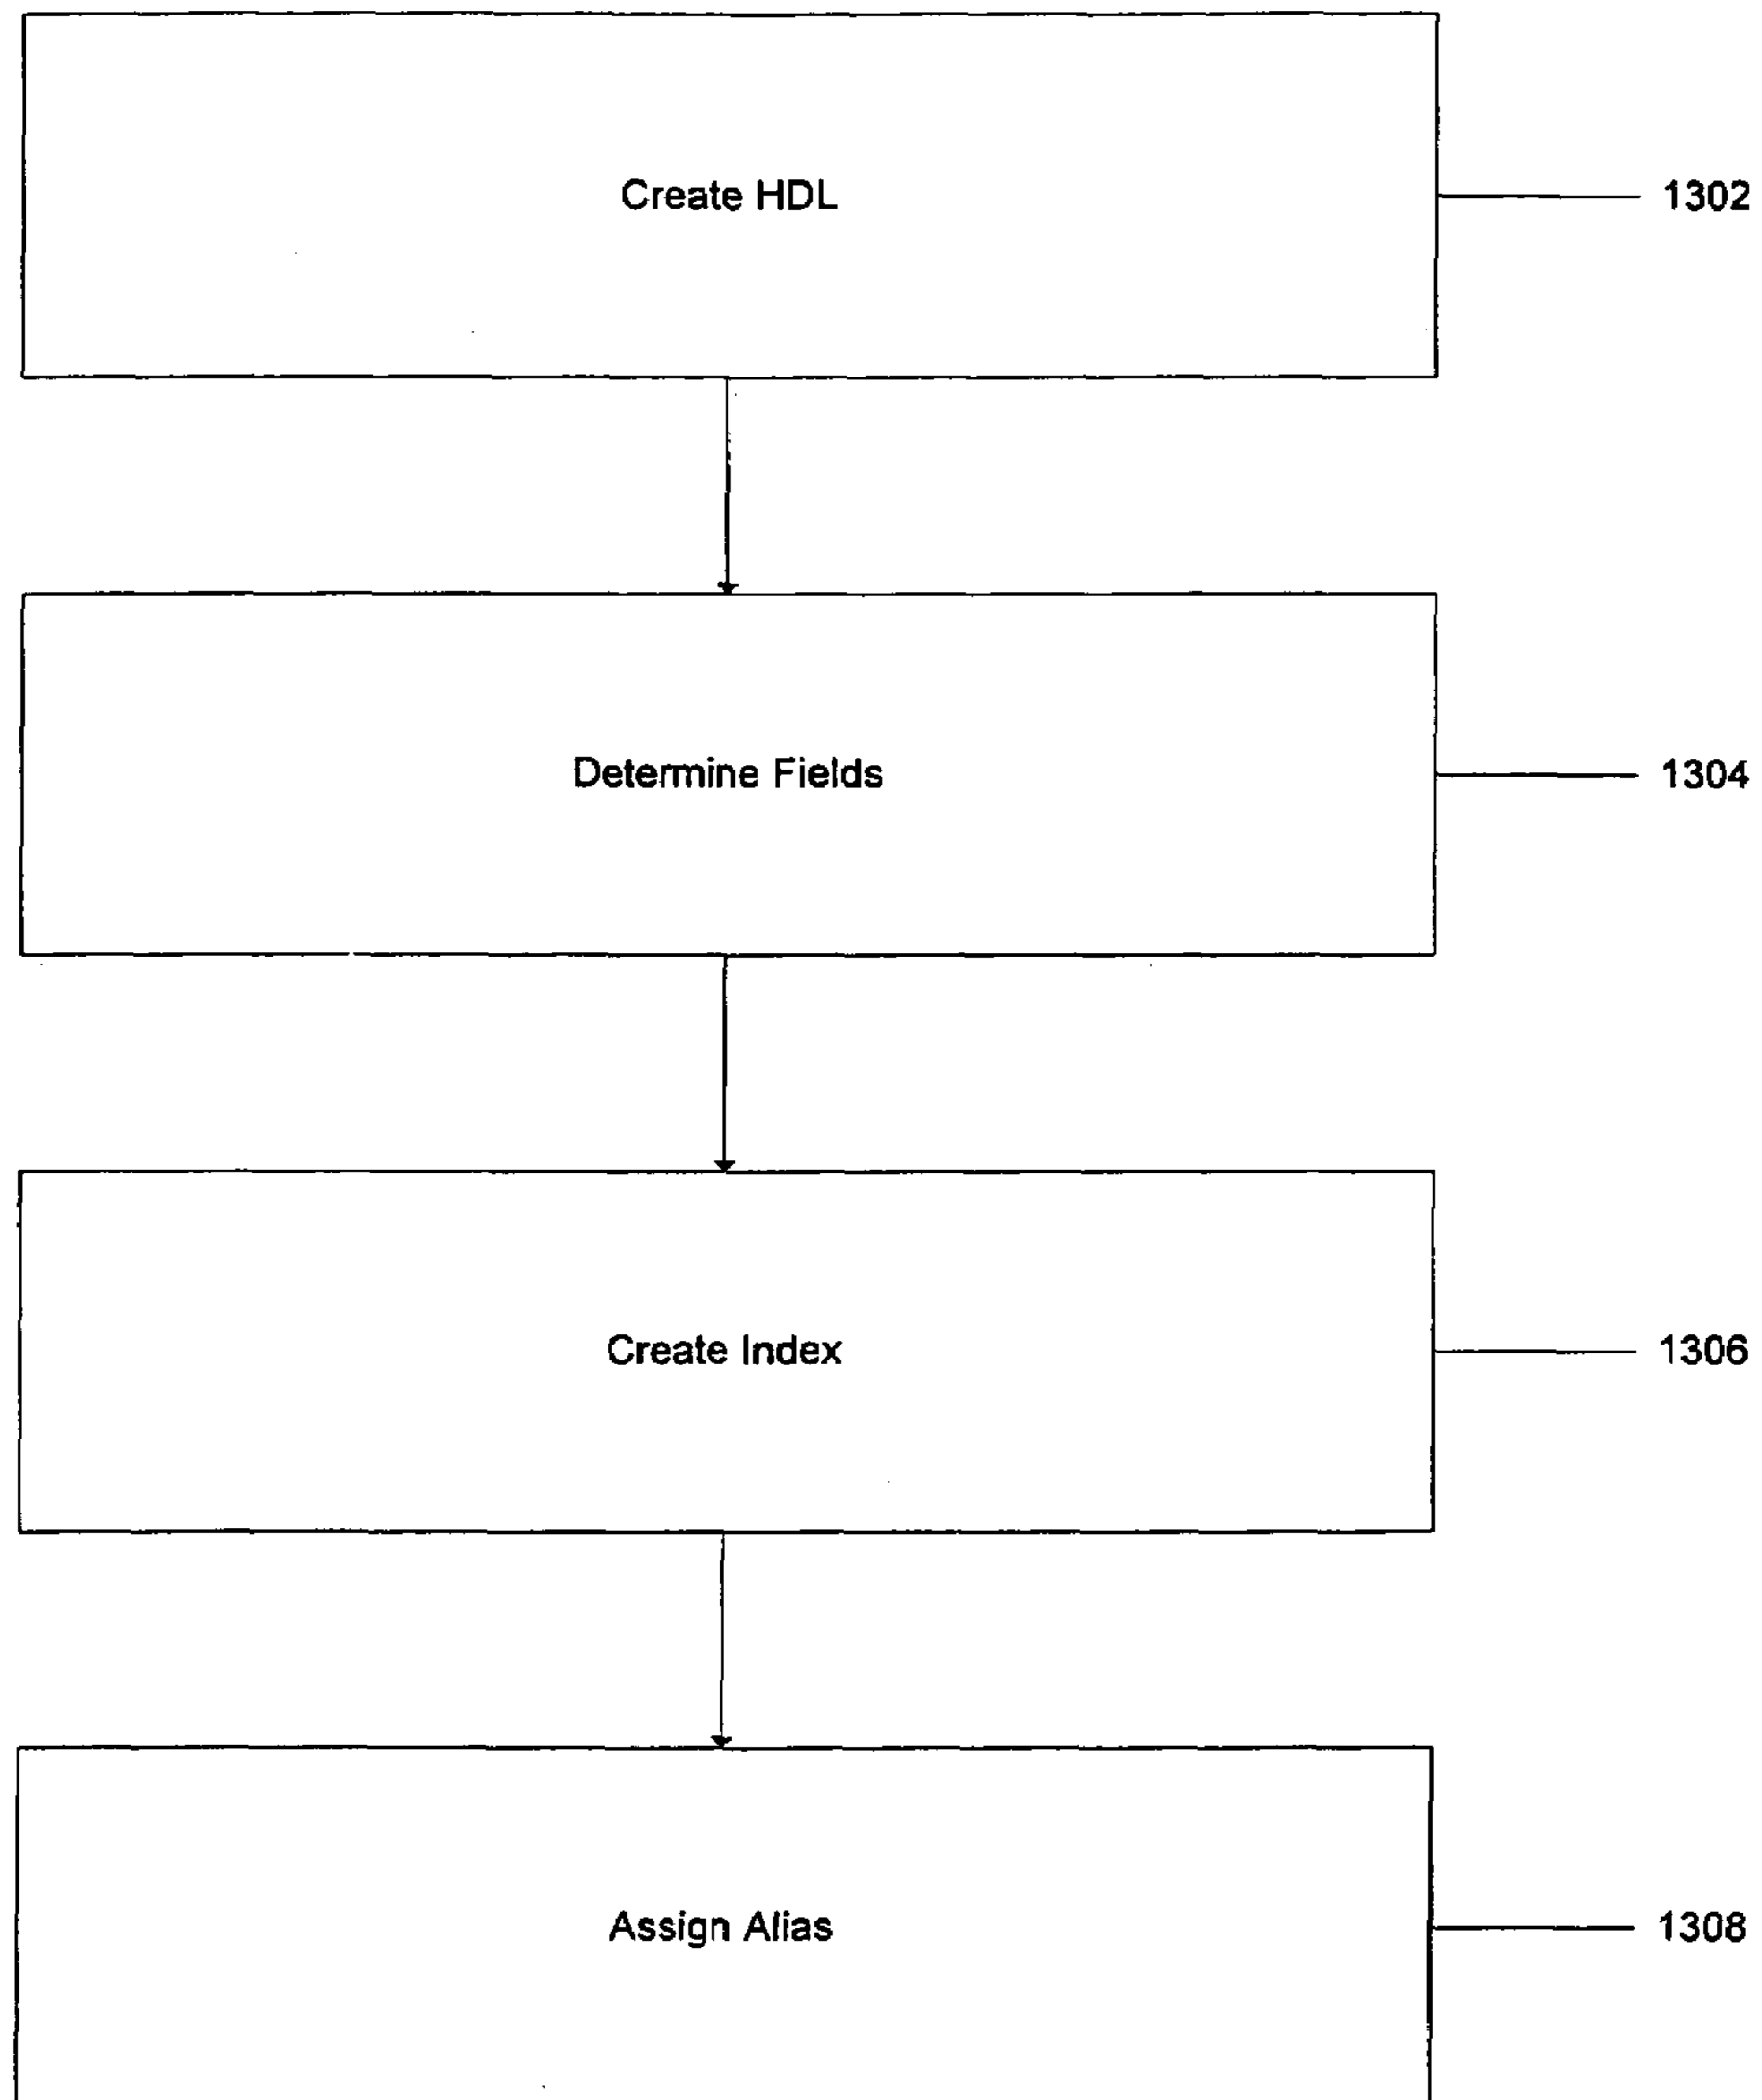 Create HDL
1302
Determine Fields
1304
Create Index
1306
Assign Alias
1308